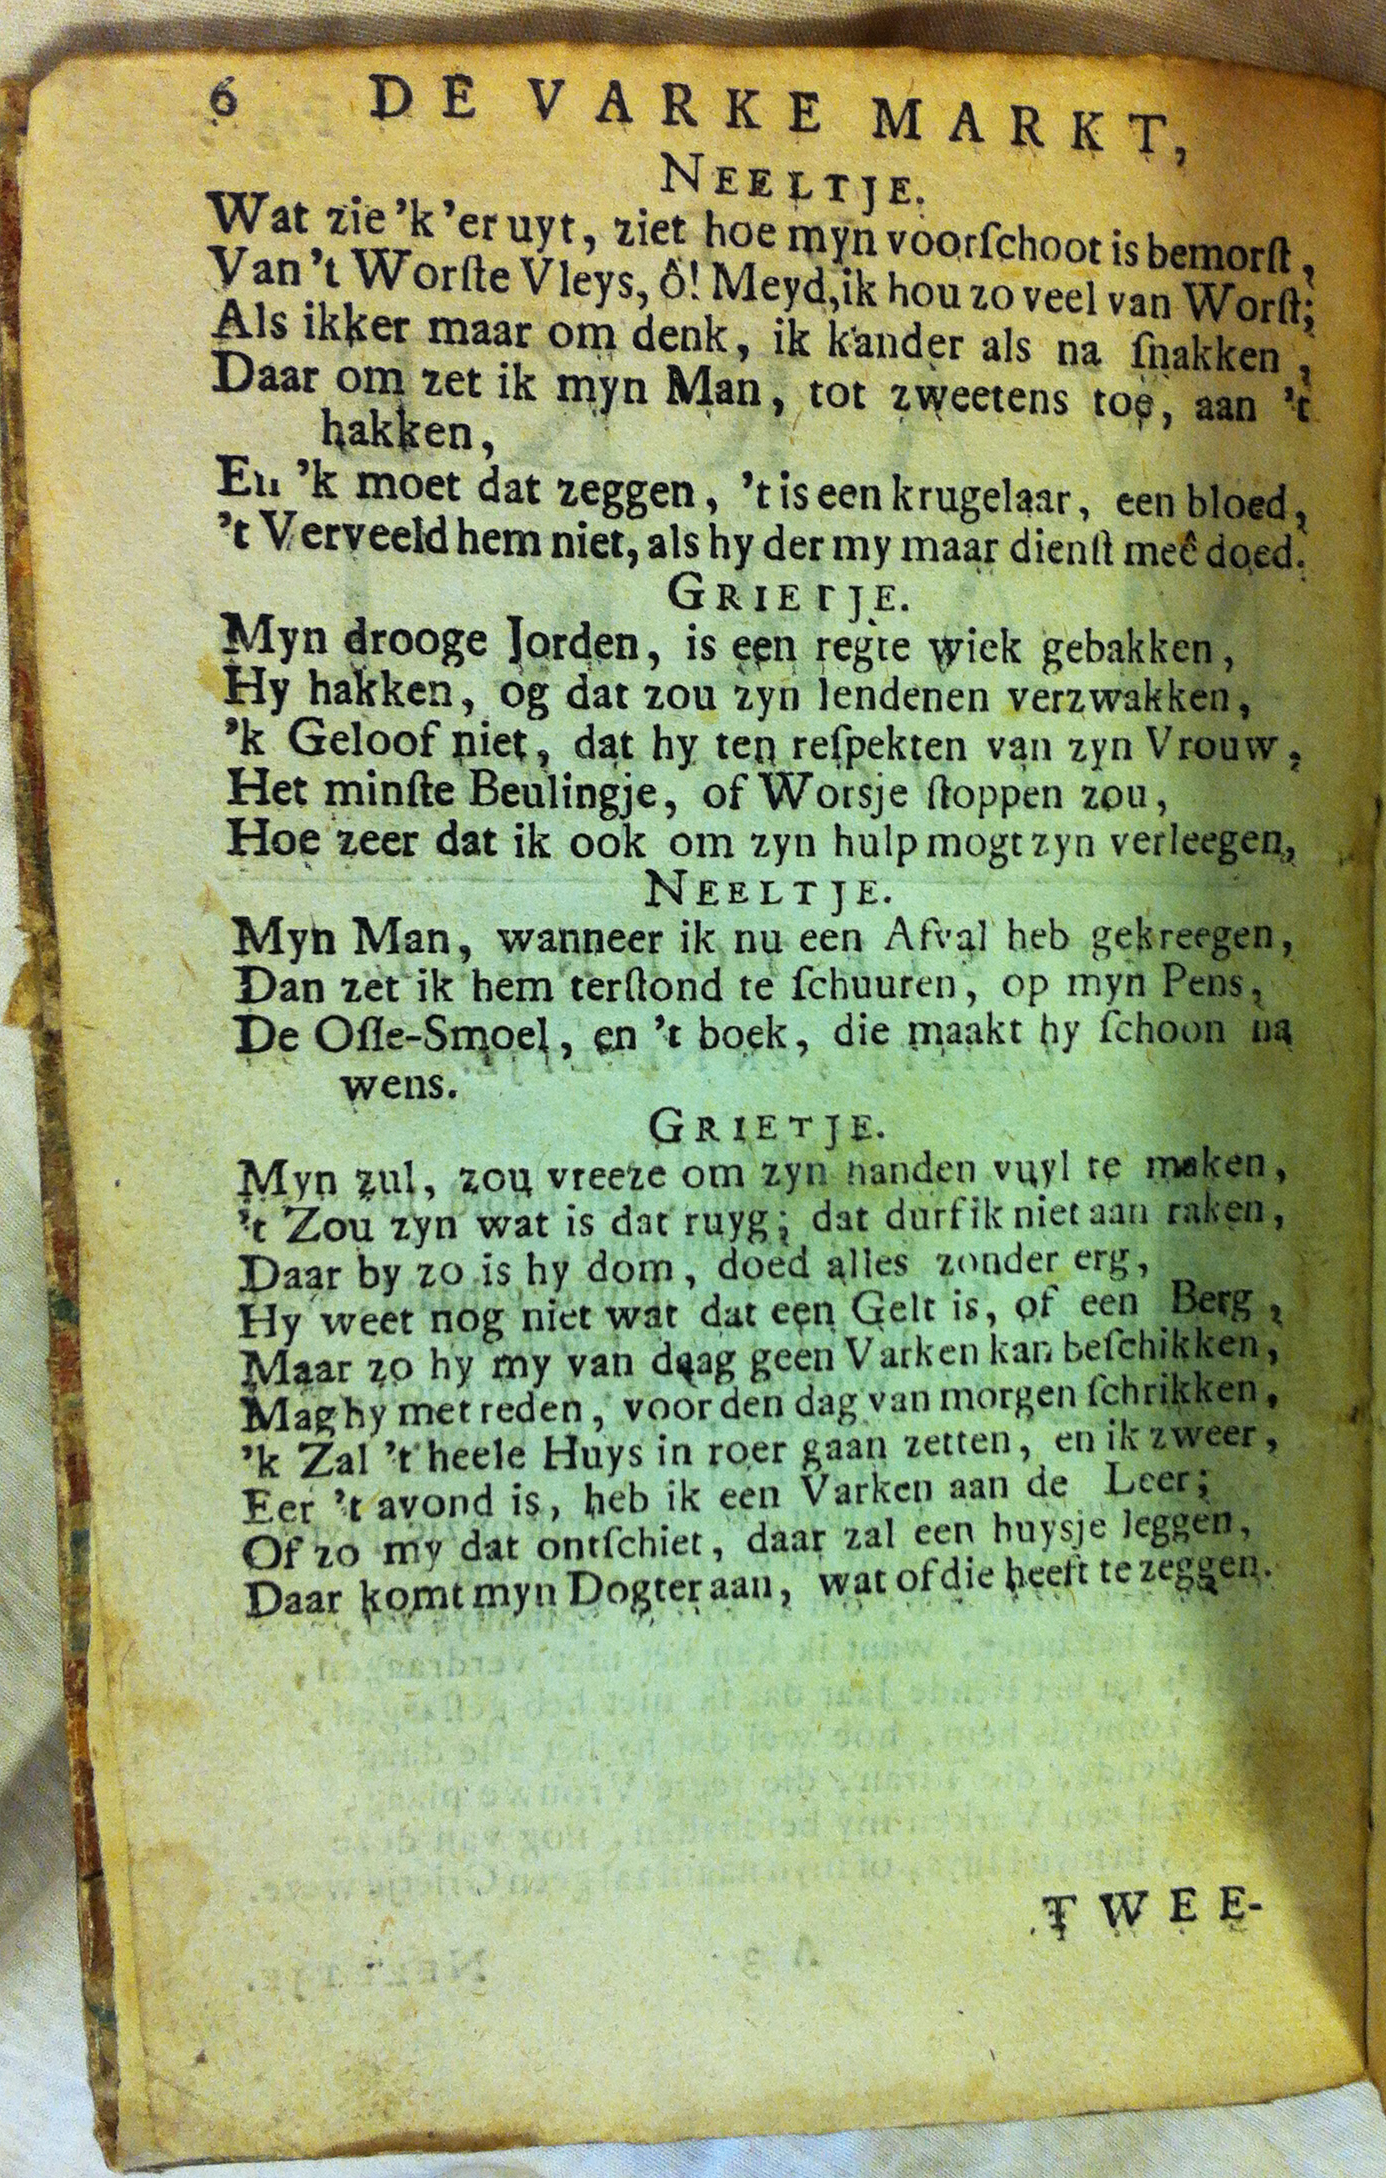 6 DE VARKE MARKT,
NEELTJE.
Wat zie 'k 'er uyt, ziet hoe myn voorſchoot is bemorſt,
Van 't Worſte Vleys, ô! Meyd, ik hou zo veel van Worſt;
Als ikker maar om denk, ik k'ander als na ſnakken,
Daar om zet ik myn Man, tot zweetens toe, aan 't
hakken,
En 'k moet dat zeggen, 't is een krugelaar, een bloed,
't Verveeld hem niet, als hy der my maar dienſt meê doed.
GRIETJE.
Myn drooge Jorden, is een regte wiek gebakken,
Hy hakken, og dat zou zyn lendenen verzwakken,
'k Geloof niet, dat hy ten reſpekten van zyn Vrouw,
Het minſte Beulingje, of Worsje ſtoppen zou,
Hoe zeer dat ik ook om zyn hulp mogt zyn verleegen,
NEELTJE.
Myn Man, wanneer ik nu een Afval heb gekreegen,
Dan zet ik hem terſtond te ſchuuren, op myn Pens,
De Oſſe-Smoel, en 't boek, die maakt hy ſchoon na
wens.
GRIETJE.
Myn zul, zou vreeze om zyn handen vuyl te maken,
't Zou zyn wat is dat ruyg; dat durf ik niet aan raken,
Daar by zo is hy dom, doed alles zonder erg,
Hy weet nog niet wat dat een Gelt is, of een Berg,
Maar zo hy my van daag geen Varken kan beſchikken,
Mag hy met reden, voor den dag van morgen ſchrikken,
'k Zal 't heele Huys in roer gaan zetten, en ik zweer,
Eer 't avond is, heb ik een Varken aan de Leer;
Of zo my dat ontſchiet, daar zal een huysje leggen,
Daar komt myn Dogter aan, wat of die heeft te zeggen.
TWEE-